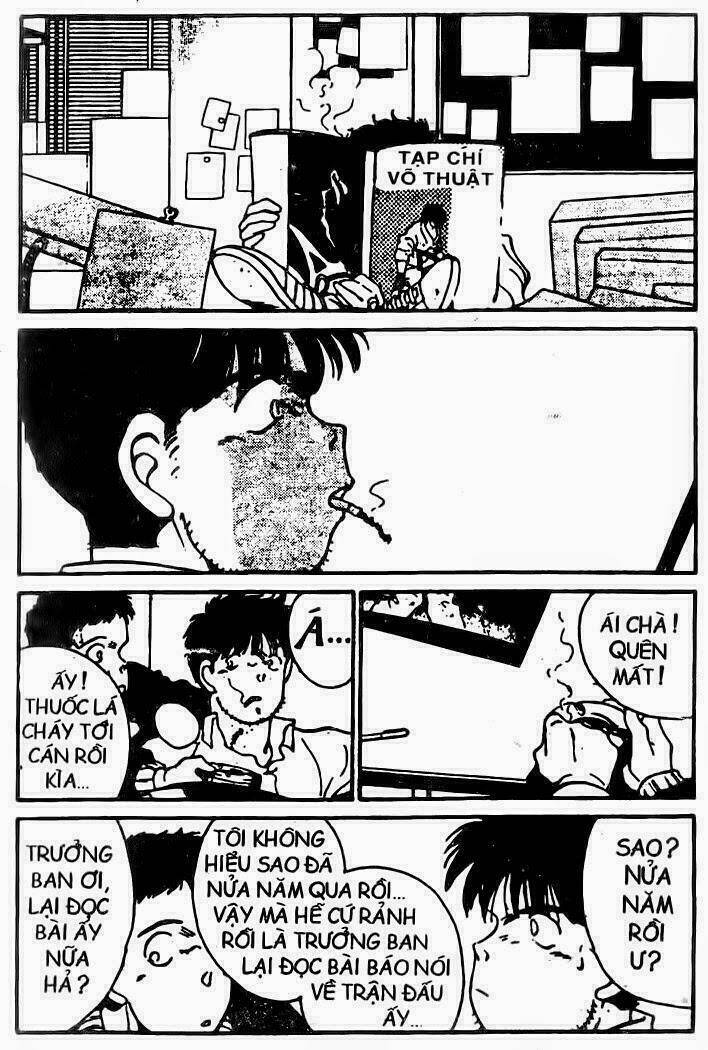 TẠP CHÍ
VÕ THUẬT
ẤY!
THUỐC LÁ
CHÁY TỚI
CÁN RỒI
KÌA...
Á...
ÁI CHÀ!
QUÊN
MẤT!
TRƯỞNG
BAN ƠI,
LẠI ĐỌC
BÀI ẤY
NỮA
HẢ?
TÔI KHÔNG
HIỂU SAO ĐÃ
NỬA NĂM QUA RỒI...
VẬY MÀ HỄ CỨ RẢNH
RỖI LÀ TRƯỞNG BAN
LẠI ĐỌC BÀI BÁO NÓI
VỀ TRẬN ĐẤU
ẤY...
SAO?
NỬA
NĂM
RỒI
Ư?